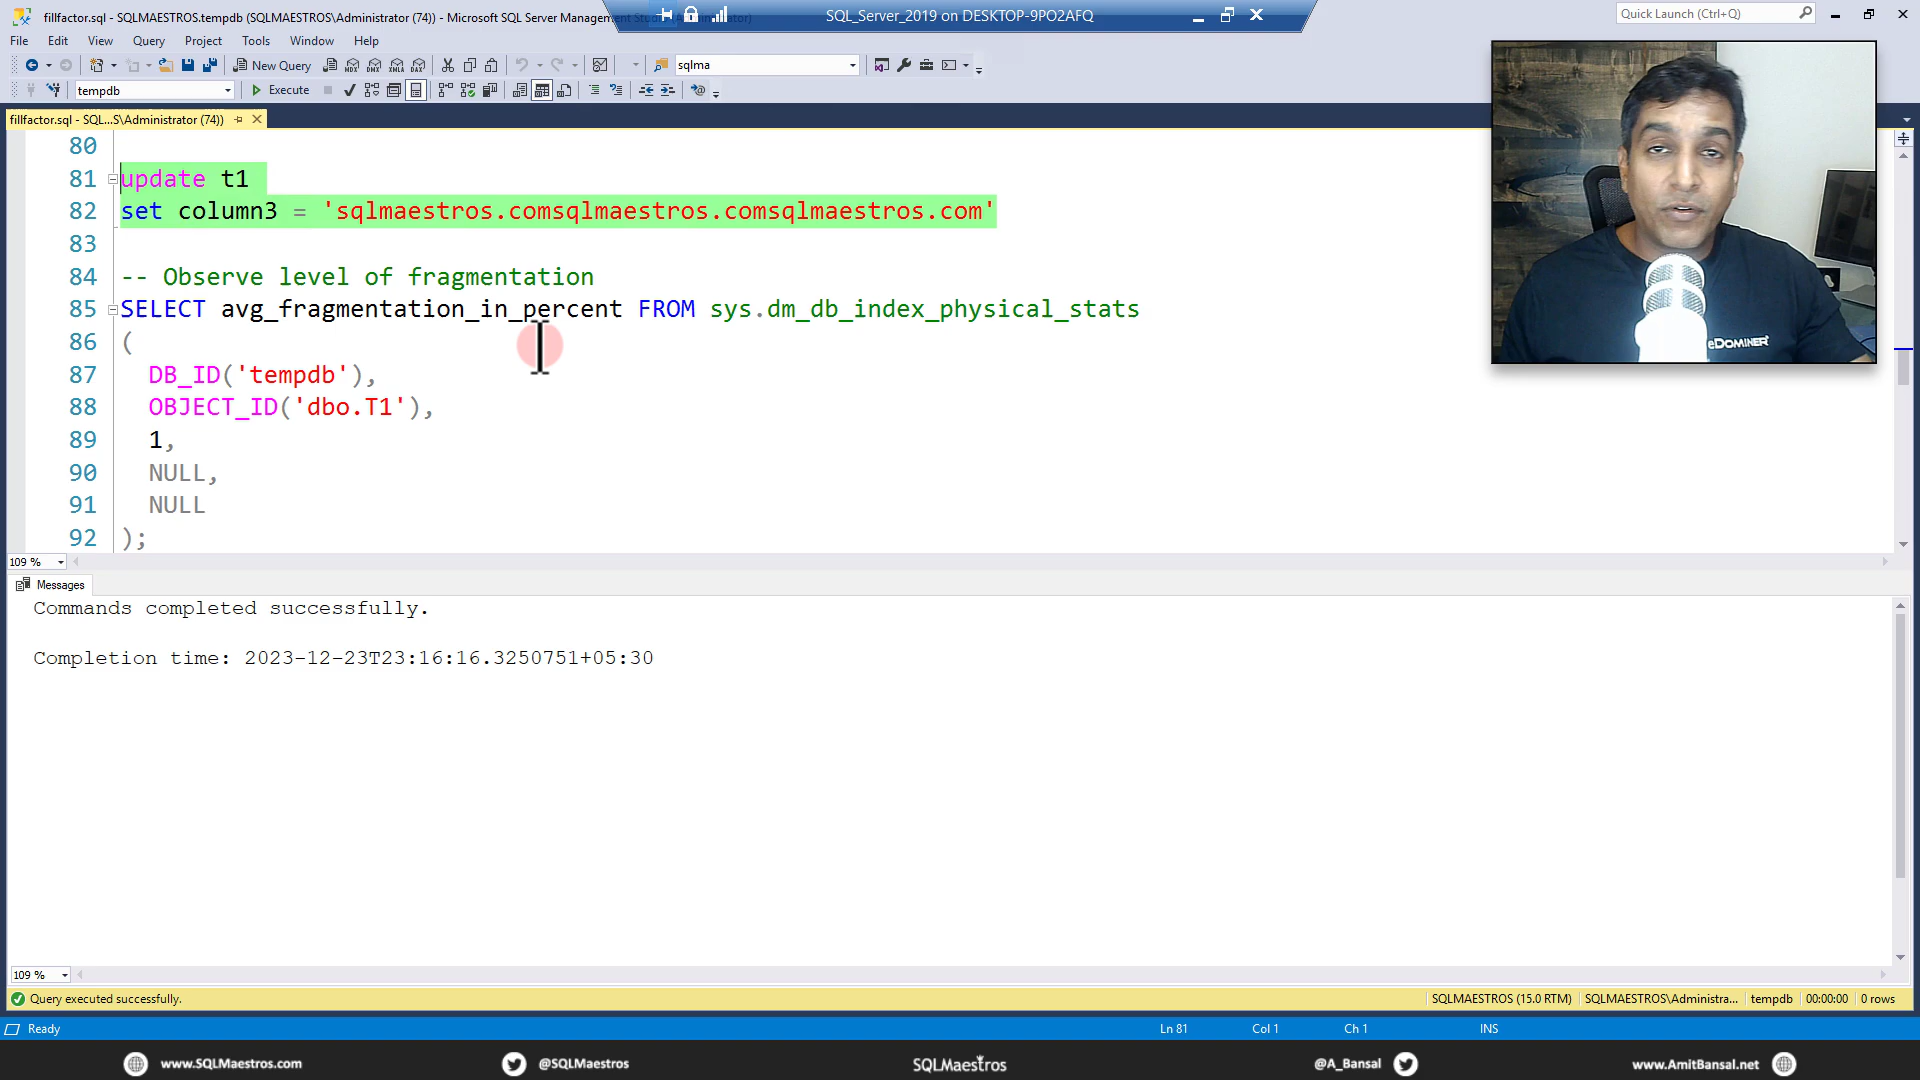 fillfactor.sql - SQLMAESTROS.tempdb (SQLMAESTROS\Administrator (74)) - Microsoft SQL Server Management
SQL_Server_2019 on DESKTOP-9PO2AFQ
Quick Launch (Ctrl+Q)
File Edit View Query Project Tools Window Help
New Query
sqlma
tempdb
Execute
fillfactor.sql - SQL...S\Administrator (74))
80
81 update t1
82 set column3 = 'sqlmaestros.comsqlmaestros.comsqlmaestros.com'
83
84 -- Observe level of fragmentation
85 SELECT avg_fragmentation_in_percent FROM sys.dm_db_index_physical_stats
86 (
87 DB_ID('tempdb'),
88 OBJECT_ID('dbo.T1'),
89 1,
90 NULL,
91 NULL
92 );
eDOMINER
109 %
Messages
Commands completed successfully.
Completion time: 2023-12-23T23:16:16.3250751+05:30
109 %
Query executed successfully.
SQLMAESTROS (15.0 RTM) SQLMAESTROS\Administra... tempdb 00:00:00 0 rows
Ready
Ln 81 Col 1 Ch 1 INS
www.SQLMaestros.com @SQLMaestros SQLMaestros @A_Bansal www.AmitBansal.net